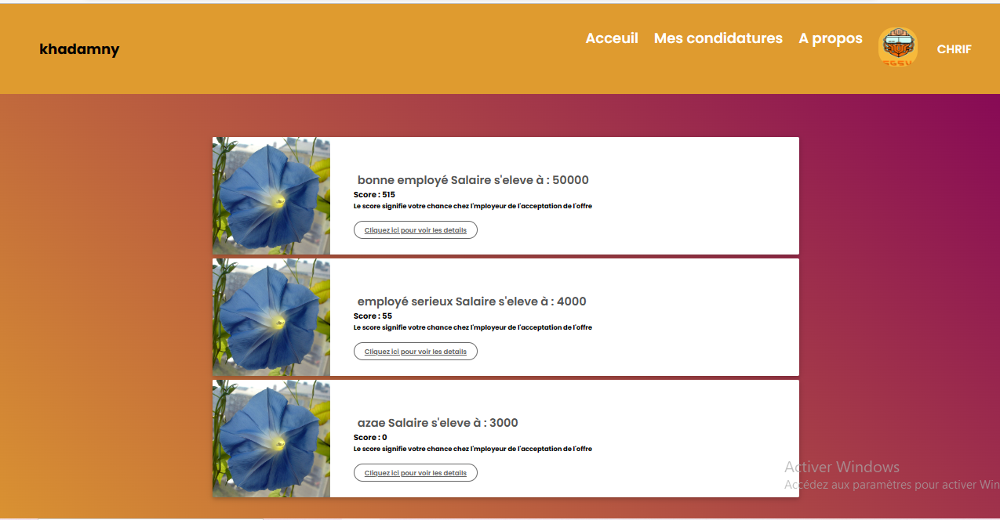 khadamny
Acceuil
Mes condidatures
A propos
CHRIF
bonne employé Salaire s'eleve à : 50000
Score : 515
Le score signifie votre chance chez l'mployeur de l'acceptation de l'offre
Cliquez ici pour voir les details
employé serieux Salaire s'eleve à : 4000
Score : 55
Le score signifie votre chance chez l'mployeur de l'acceptation de l'offre
Cliquez ici pour voir les details
azae Salaire s'eleve à : 3000
Score : 0
Le score signifie votre chance chez l'mployeur de l'acceptation de l'offre
Cliquez ici pour voir les details
Activer Windows
Accédez aux paramètres pour activer Win